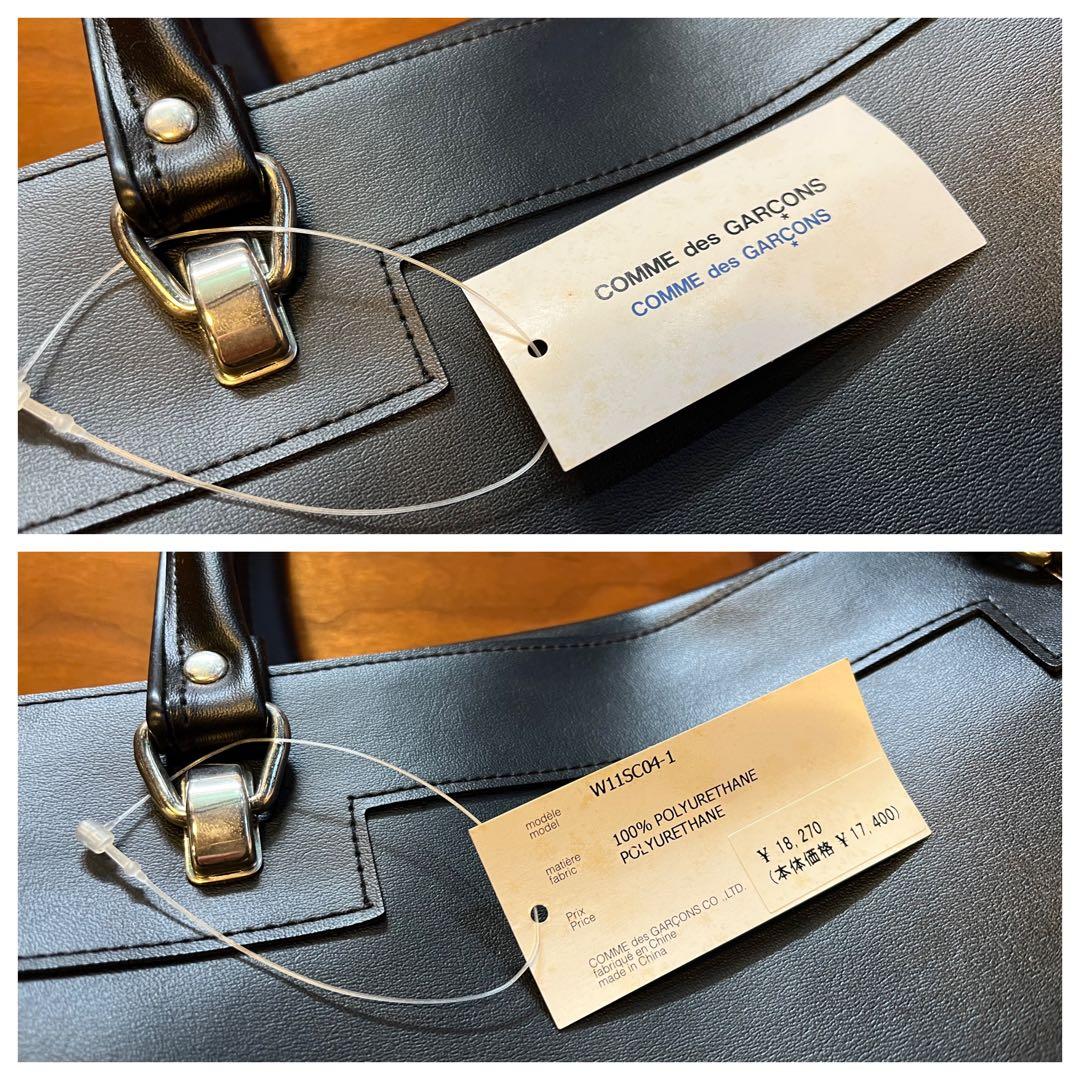 COMME des GARÇONS
*
COMME des GARÇONS
*
modèle
model
W11SC04-1
matière
fabric
100% POLYURETHANE
POLYURETHANE
Prix
Price
¥ 18,270
(本体価格 ¥ 17,400)
COMME des GARÇONS CO .,LTD.
fabriqué en Chine
made in China